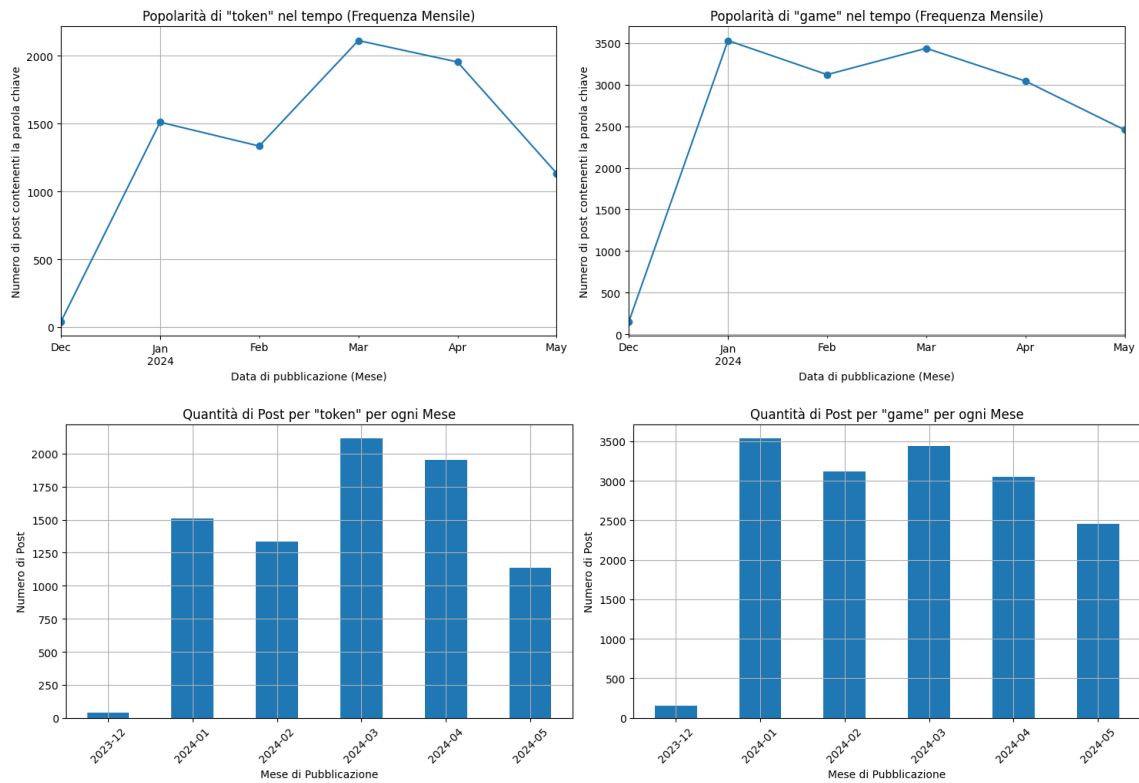 Popolarità di "token" nel tempo (Frequenza Mensile)
Numero di post contenenti la parola chiave
2000
1500
1000
500
0
Dec
Jan
2024
Feb
Mar
Apr
May
Data di pubblicazione (Mese)
Popolarità di "game" nel tempo (Frequenza Mensile)
Numero di post contenenti la parola chiave
3500
3000
2500
2000
1500
1000
500
0
Dec
Jan
2024
Feb
Mar
Apr
May
Data di pubblicazione (Mese)
Quantità di Post per "token" per ogni Mese
Numero di Post
2000
1750
1500
1250
1000
750
500
250
0
2023-12
2024-01
2024-02
2024-03
2024-04
2024-05
Mese di Pubblicazione
Quantità di Post per "game" per ogni Mese
Numero di Post
3500
3000
2500
2000
1500
1000
500
0
2023-12
2024-01
2024-02
2024-03
2024-04
2024-05
Mese di Pubblicazione